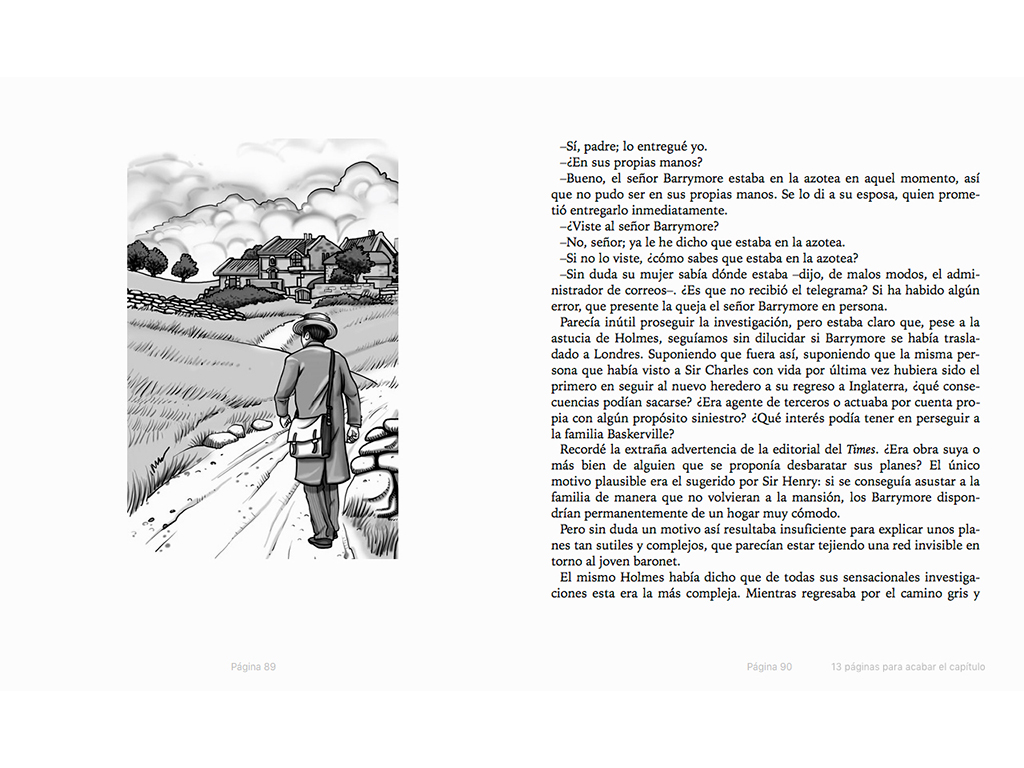 –Sí, padre; lo entregué yo.
–¿En sus propias manos?
–Bueno, el señor Barrymore estaba en la azotea en aquel momento, así
que no pudo ser en sus propias manos. Se lo di a su esposa, quien prome-
tió entregarlo inmediatamente.
–¿Viste al señor Barrymore?
–No, señor; ya le he dicho que estaba en la azotea.
–Si no lo viste, ¿cómo sabes que estaba en la azotea?
–Sin duda su mujer sabía dónde estaba –dijo, de malos modos, el admi-
nistrador de correos–. ¿Es que no recibió el telegrama? Si ha habido algún
error, que presente la queja el señor Barrymore en persona.
Parecía inútil proseguir la investigación, pero estaba claro que, pese a la
astucia de Holmes, seguíamos sin dilucidar si Barrymore se había trasla-
dado a Londres. Suponiendo que fuera así, suponiendo que la misma per-
sona que había visto a Sir Charles con vida por última vez hubiera sido el
primero en seguir al nuevo heredero a su regreso a Inglaterra, ¿qué conse-
cuencias podían sacarse? ¿Era agente de terceros o actuaba por cuenta pro-
pia con algún propósito siniestro? ¿Qué interés podía tener en perseguir a
la familia Baskerville?
Recordé la extraña advertencia de la editorial del Times. ¿Era obra suya o
más bien de alguien que se proponía desbaratar sus planes? El único
motivo plausible era el sugerido por Sir Henry: si se conseguía asustar a la
familia de manera que no volvieran a la mansión, los Barrymore dispon-
drían permanentemente de un hogar muy cómodo.
Pero sin duda un motivo así resultaba insuficiente para explicar unos pla-
nes tan sutiles y complejos, que parecían estar tejiendo una red invisible en
torno al joven baronet.
El mismo Holmes había dicho que de todas sus sensacionales investiga-
ciones esta era la más compleja. Mientras regresaba por el camino gris y
Página 89
Página 90
13 páginas para acabar el capítulo